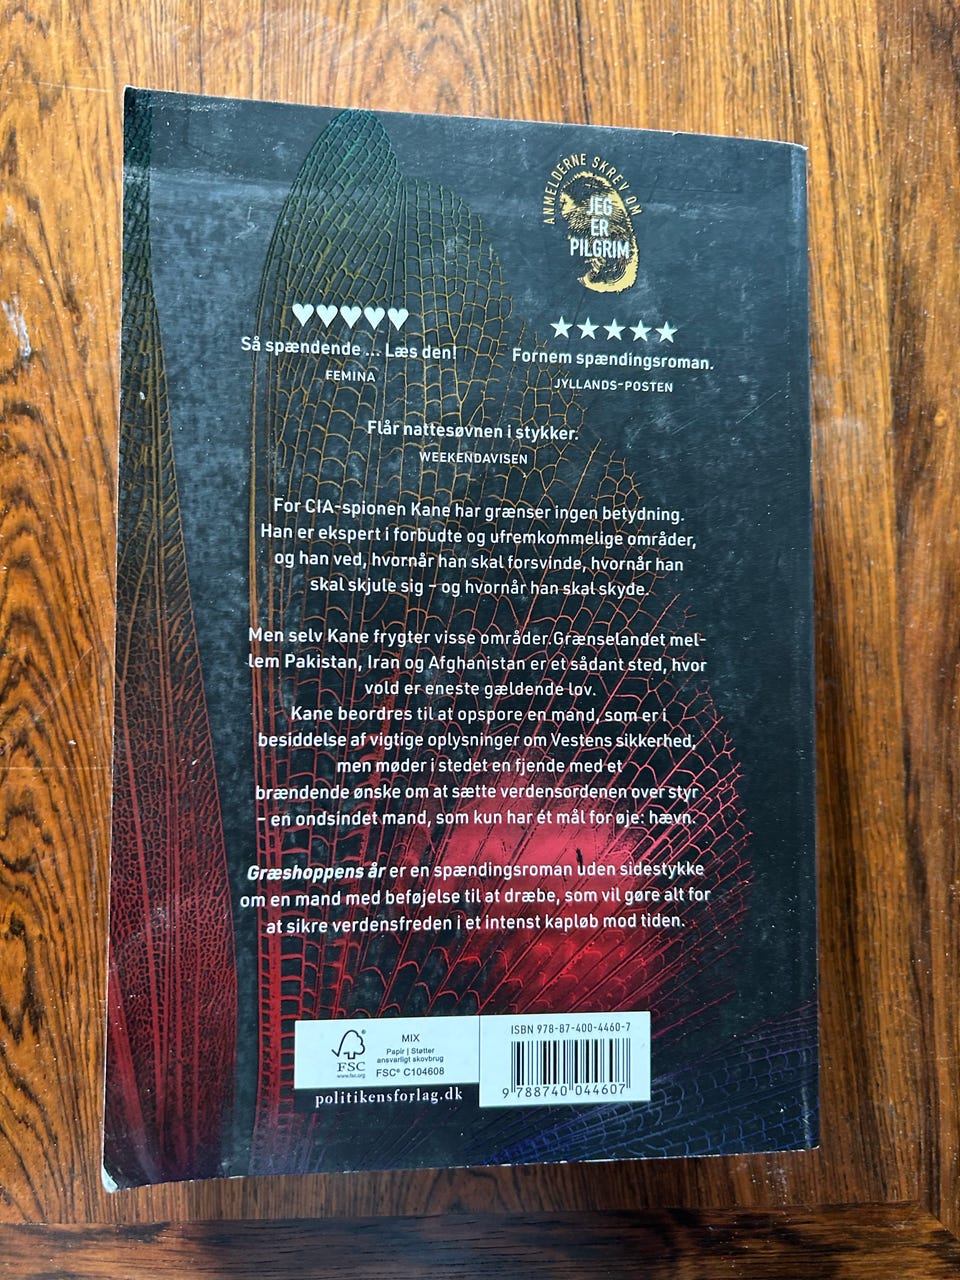 ANMELDERNE SKREV OM
JEG
ER
PILGRIM
Så spændende ... Læs den!
FEMINA
Fornem spændingsroman.
JYLLANDS-POSTEN
Flår nattesøvnen i stykker.
WEEKENDAVISEN
For CIA-spionen Kane har grænser ingen betydning.
Han er ekspert i forbudte og ufremkommelige områder,
og han ved, hvornår han skal forsvinde, hvornår han
skal skjule sig – og hvornår han skal skyde.
Men selv Kane frygter visse områder.Grænselandet mel-
lem Pakistan, Iran og Afghanistan er et sådant sted, hvor
vold er eneste gældende lov.
Kane beordres til at opspore en mand, som er i
besiddelse af vigtige oplysninger om Vestens sikkerhed,
men møder i stedet en fjende med et
brændende ønske om at sætte verdensordenen over styr
– en ondsindet mand, som kun har ét mål for øje: hævn.
Græshoppens år er en spændingsroman uden sidestykke
om en mand med beføjelse til at dræbe, som vil gøre alt for
at sikre verdensfreden i et intenst kapløb mod tiden.
FSC®
www.fsc.org
MIX
Papir | Støtter
ansvarligt skovbrug
FSC® C104608
politikensforlag.dk
ISBN 978-87-400-4460-7
9 788740 044607